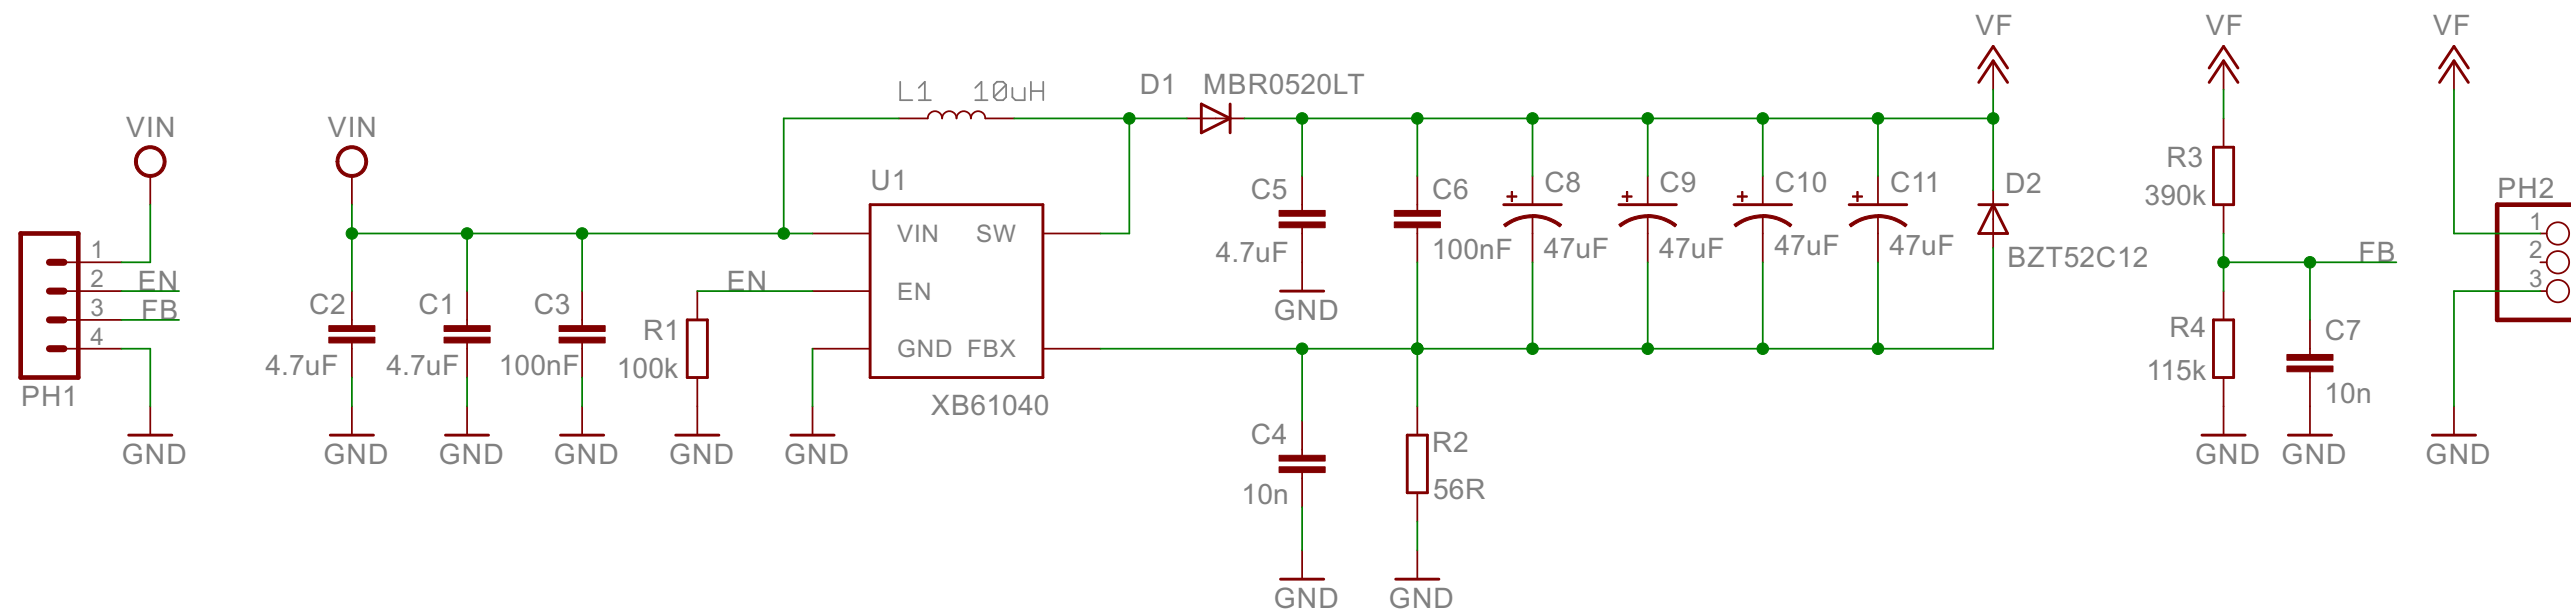 VF
VF
VF
D1 MBR0520LT
L1 10uH
VIN
VIN
R3
390k
U1
C5
4.7uF
GND
C6
100nF
+ C8
47uF
+ C9
47uF
+ C10
47uF
+ C11
47uF
D2
BZT52C12
PH2
1
2
3
VIN SW
EN
GND FBX
XB61040
1
2 EN
3 FB
4
PH1
GND
C2
4.7uF
GND
C1
4.7uF
GND
C3
100nF
GND
EN
R1
100k
GND
GND
C4
10n
GND
R2
56R
GND
FB
R4
115k
GND
C7
10n
GND
GND